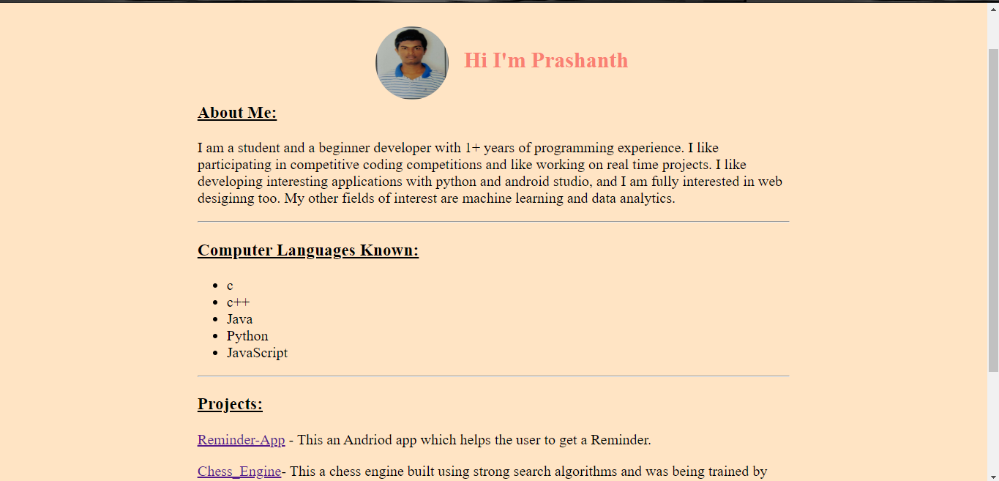 Hi I'm Prashanth
About Me:
I am a student and a beginner developer with 1+ years of programming experience. I like
participating in competitive coding competitions and like working on real time projects. I like
developing interesting applications with python and android studio, and I am fully interested in web
desiginng too. My other fields of interest are machine learning and data analytics.
Computer Languages Known:
c
c++
Java
Python
JavaScript
Projects:
Reminder-App - This an Andriod app which helps the user to get a Reminder.
Chess_Engine- This a chess engine built using strong search algorithms and was being trained by